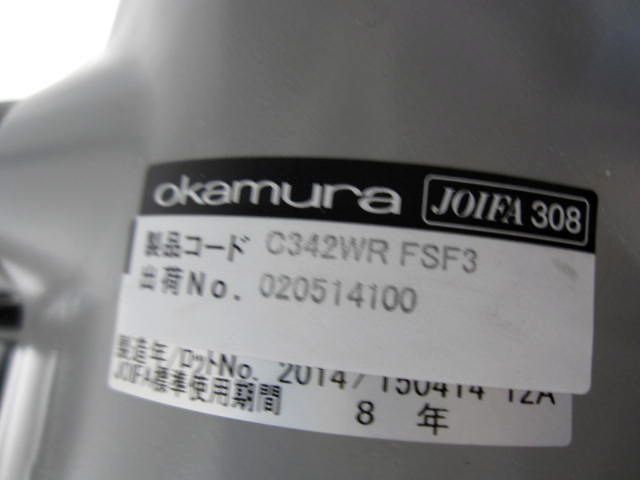 okamura JOIFA 308
製品コード C342WR FSF3
出荷No. 020514100
製造年/ロットNo. 2014/150414 12A
JOIFA標準使用期間 8 年